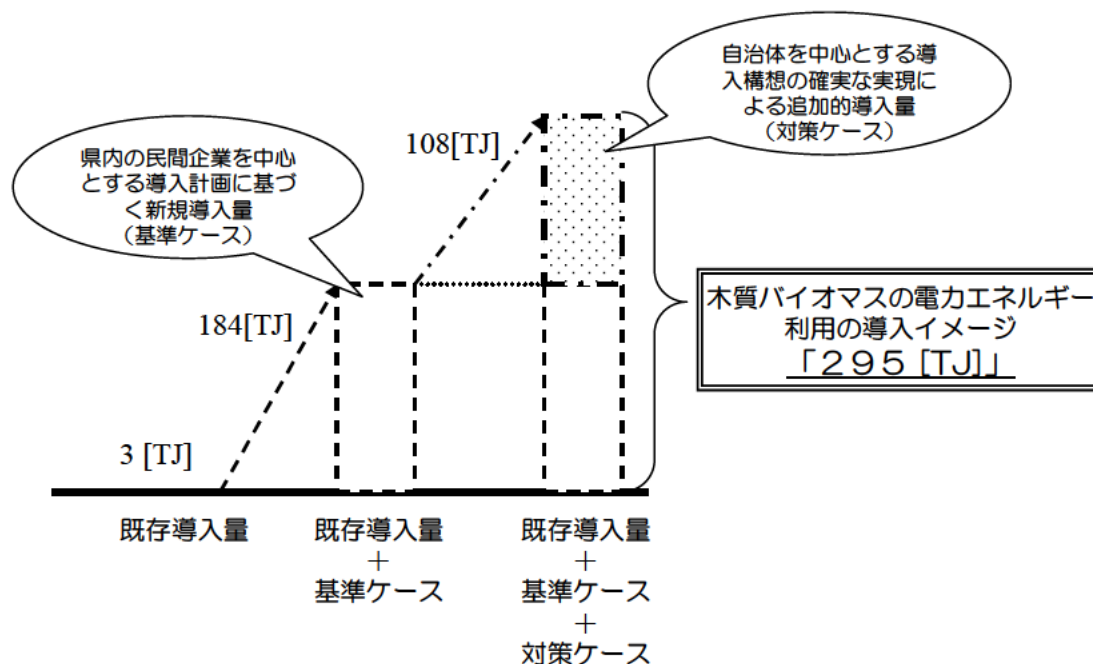 自治体を中心とする導
入構想の確実な実現に
よる追加的導入量
（対策ケース）
108[TJ]
県内の民間企業を中心
とする導入計画に基づ
く新規導入量
（基準ケース）
184[TJ]
木質バイオマスの電力エネルギー
利用の導入イメージ
「２９５ [TJ]」
3 [TJ]
既存導入量
既存導入量
＋
基準ケース
既存導入量
＋
基準ケース
＋
対策ケース